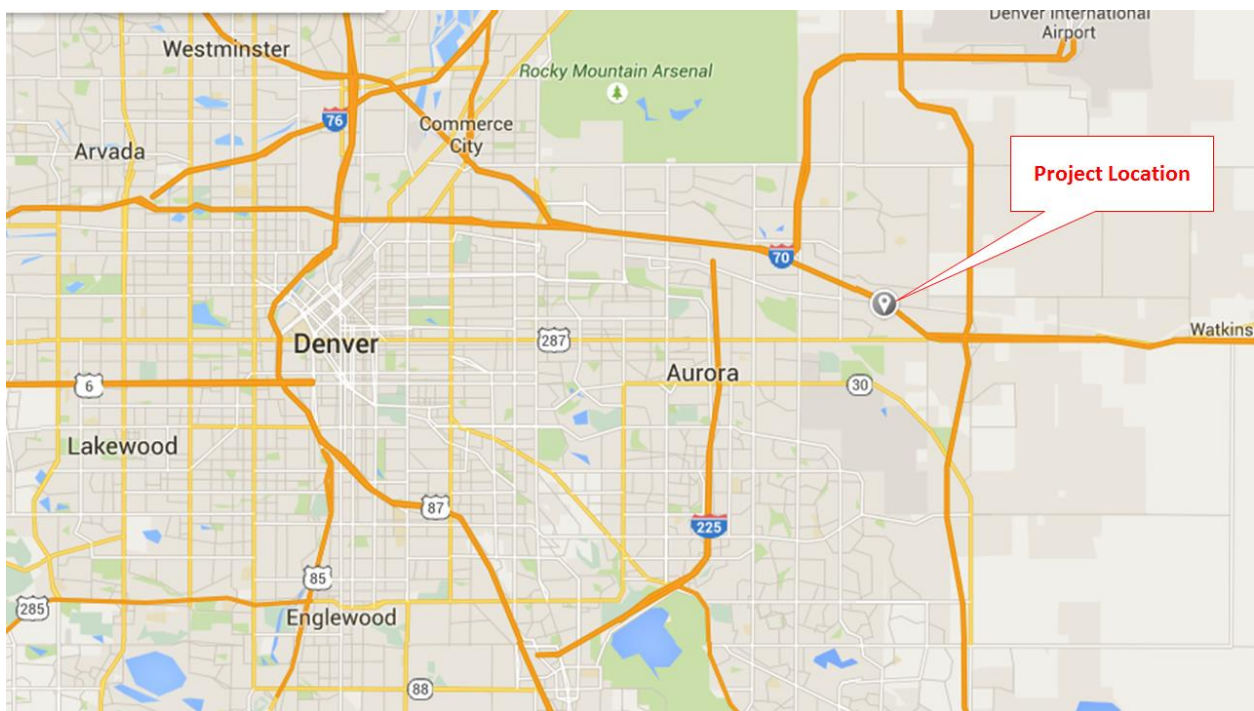 Denver International
Airport
Westminster
Rocky Mountain Arsenal
76
Commerce
City
Arvada
Project Location
70
Watkins
Denver
287
Aurora
6
30
Lakewood
87
225
85
285
Englewood
88